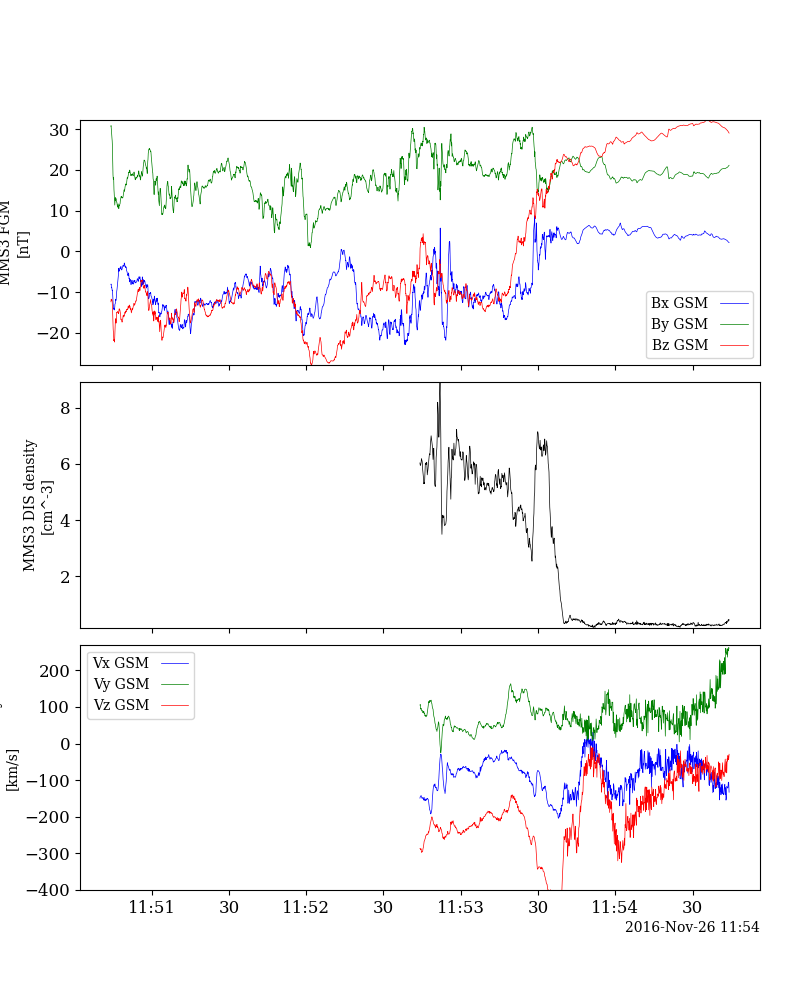 30
20
10
0
−10
−20
MMS3 FGM
[nT]
Bx GSM
By GSM
Bz GSM
8
6
4
2
MMS3 DIS density
[cm^-3]
200
100
0
−100
−200
−300
−400
[km/s]
Vx GSM
Vy GSM
Vz GSM
11:51
30
11:52
30
11:53
30
11:54
30
2016-Nov-26 11:54